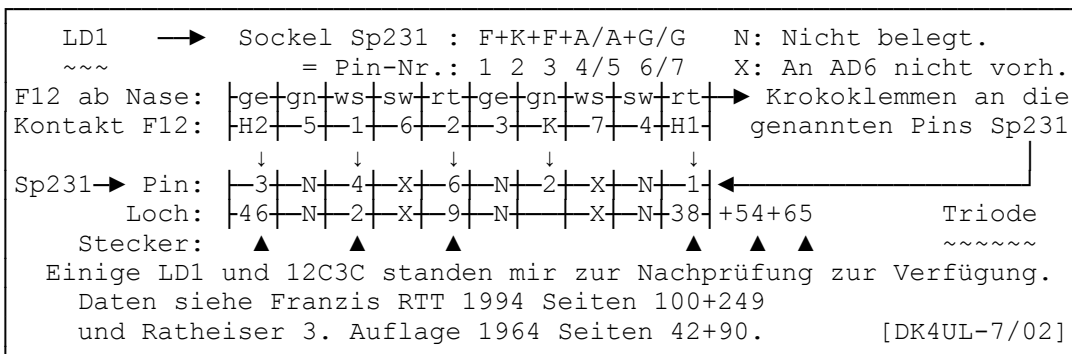 LD1 ──► Sockel Sp231 : F+K+F+A/A+G/G N: Nicht belegt.
~~~ = Pin-Nr.: 1 2 3 4/5 6/7 X: An AD6 nicht vorh.
F12 ab Nase: ├ge┼gn┼ws┼sw┼rt┼ge┼gn┼ws┼sw┼rt┼─► Krokoklemmen an die
Kontakt F12: ├H2┼─5┼─1┼─6┼─2┼─3┼─K┼─7┼─4┼H1┤ genannten Pins Sp231
↓ ↓ ↓ ↓ ↓
Sp231─► Pin: ├─3┼─N┼─4┼─X┼─6┼─N┼─2┼─X┼─N┼─1┤◄
Loch: ├46┼─N┼─2┼─X┼─9┼─N┼──┼─X┼─N┼38┤+54+65 Triode
Stecker: ▲ ▲ ▲ ▲ ▲ ▲ ~~~~~~
Einige LD1 und 12C3C standen mir zur Nachprüfung zur Verfügung.
Daten siehe Franzis RTT 1994 Seiten 100+249
und Ratheiser 3. Auflage 1964 Seiten 42+90. [DK4UL-7/02]